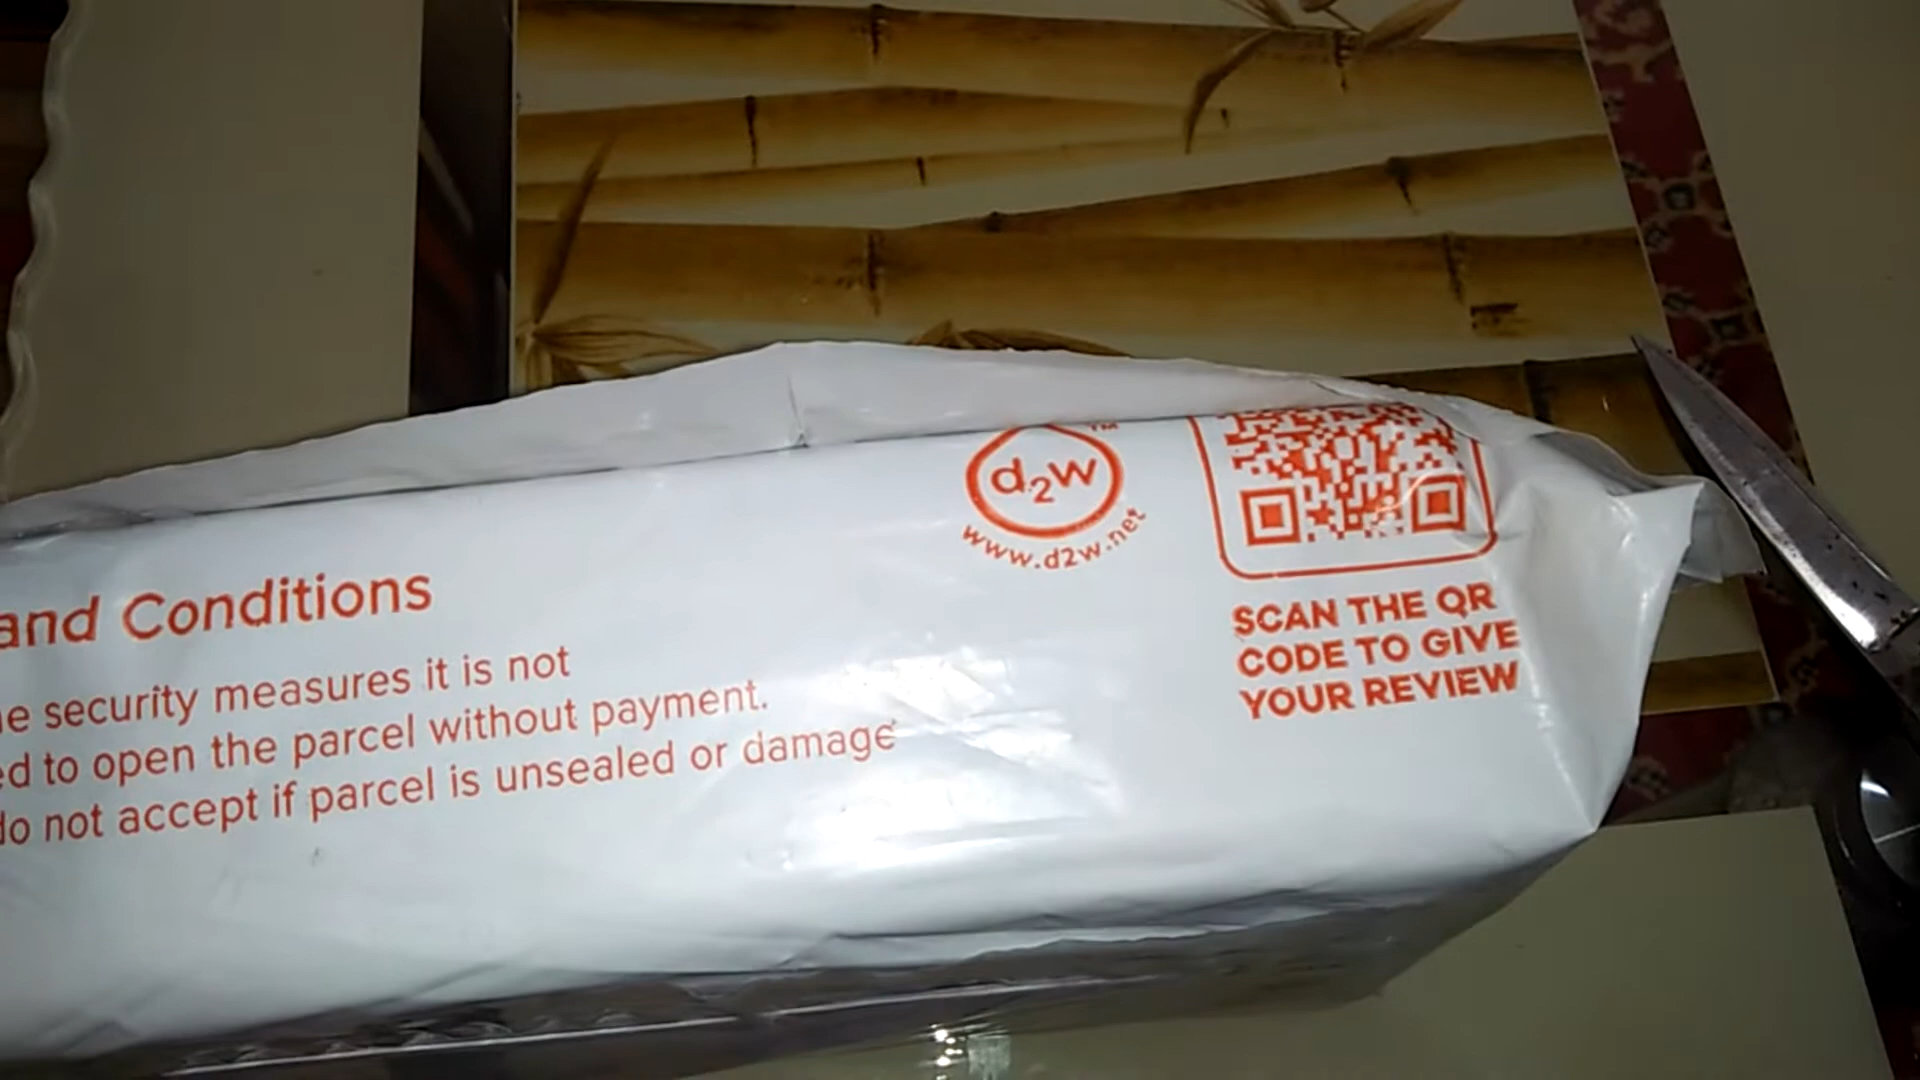 and Conditions
security measures it is not
to open the parcel without payment.
do not accept if parcel is unsealed or damage
d2w
TM
www.d2w.net
SCAN THE QR
CODE TO GIVE
YOUR REVIEW